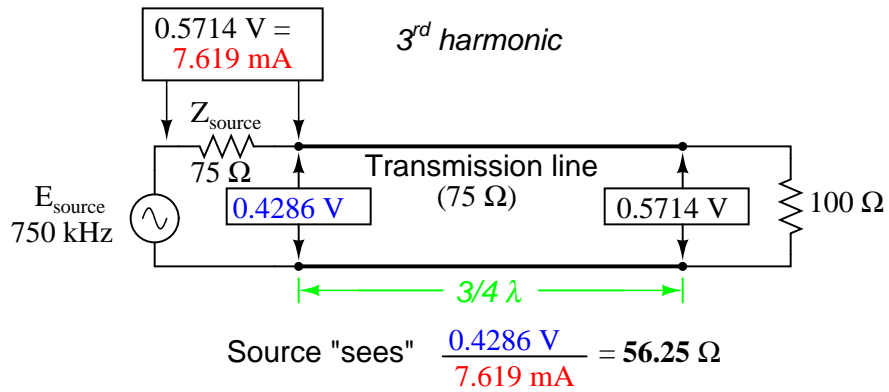 0.5714 V =
7.619 mA
3rd harmonic
Zsource
75 Ω
Transmission line
(75 Ω)
Esource
750 kHz
0.4286 V
0.5714 V
100 Ω
3/4 λ
Source "sees" 0.4286 V / 7.619 mA = 56.25 Ω